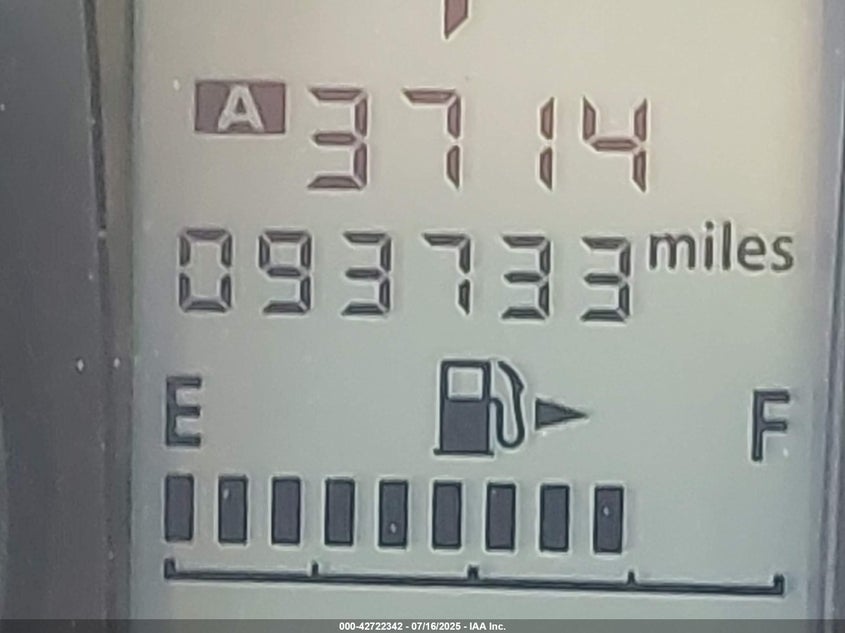 A 3714
093733 miles
E F
000-42722342 - 07/16/2025 - IAA Inc.